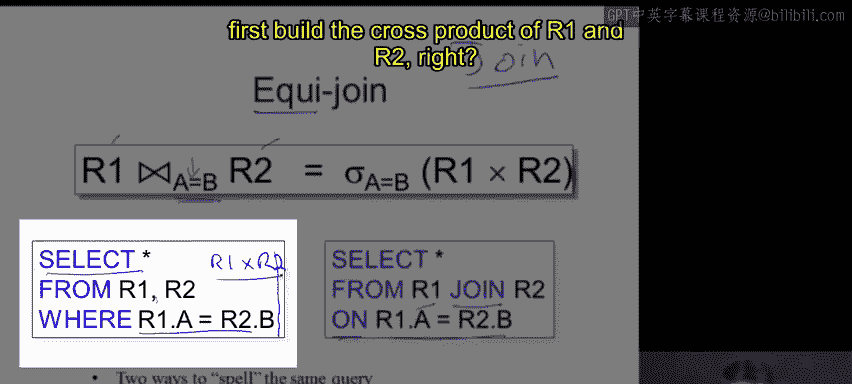 GPT中英字幕课程资源@bilibili.com
first build the cross product of R1 and
R2, right?
Join
Equi-join
R1 ⋈A=B R2 = σA=B (R1 × R2)
SELECT * R1 x R2
FROM R1, R2
WHERE R1.A = R2.B
SELECT *
FROM R1 JOIN R2
ON R1.A = R2.B
• Two ways to “spell” the same query